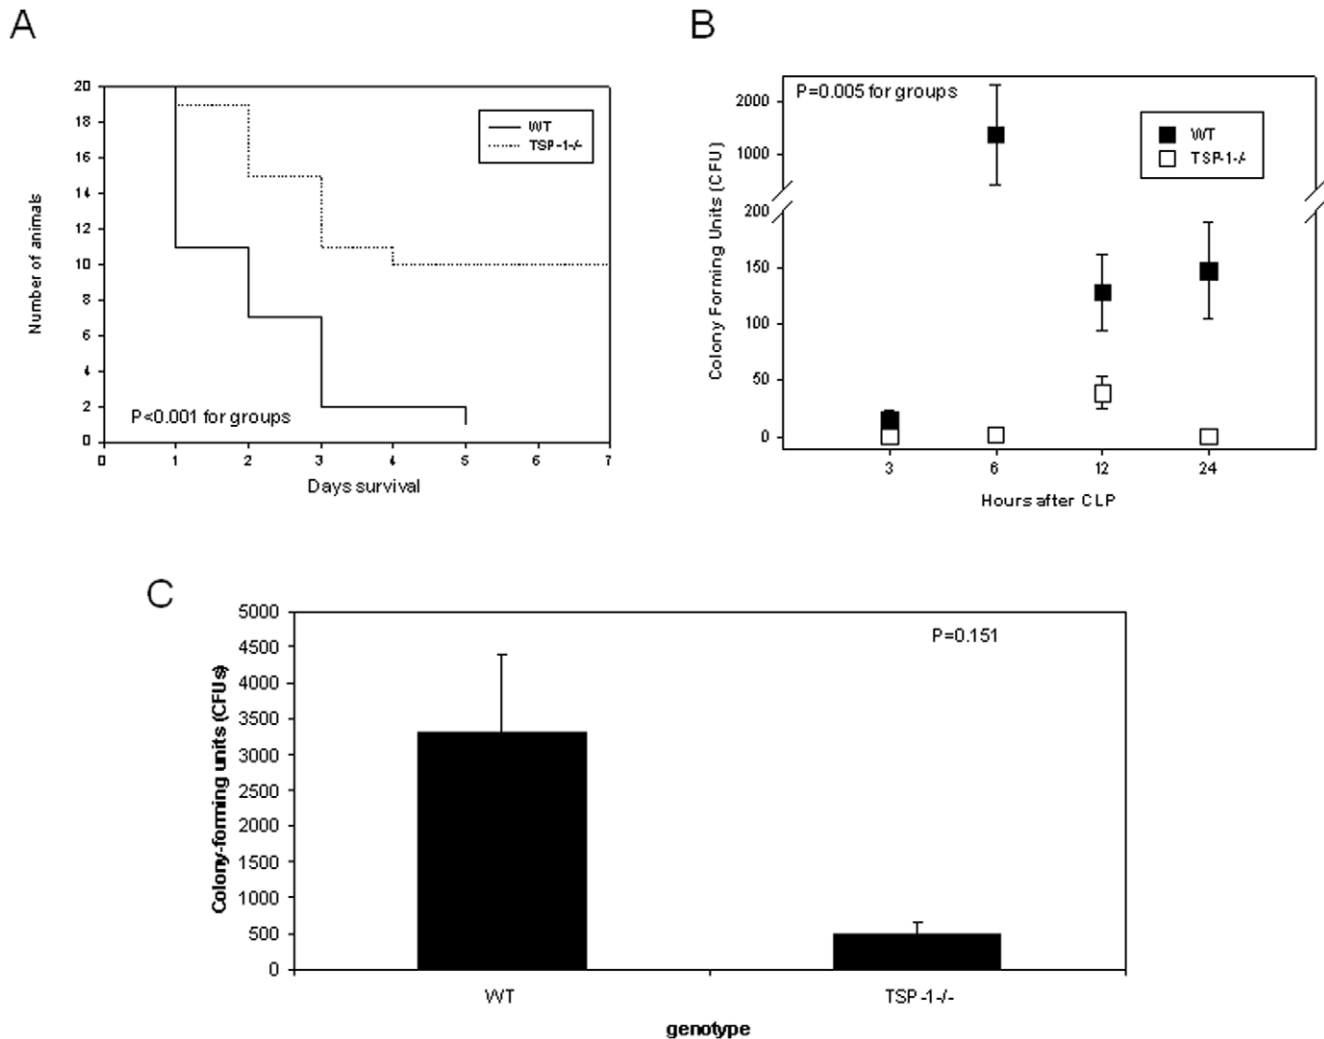 A
20
18
16
14
12
10
8
6
4
2
0
Number of animals
WT
TSP-1-/-
P<0.001 for groups
0 1 2 3 4 5 6 7
Days survival
B
P=0.005 for groups
2000
1000
200
150
100
50
0
Colony Forming Units (CFU)
WT
TSP-1-/-
3 6 12 24
Hours after CLP
C
5000
4500
4000
3500
3000
2500
2000
1500
1000
500
0
Colony-forming units (CFUs)
P=0.151
WT TSP-1-/-
genotype